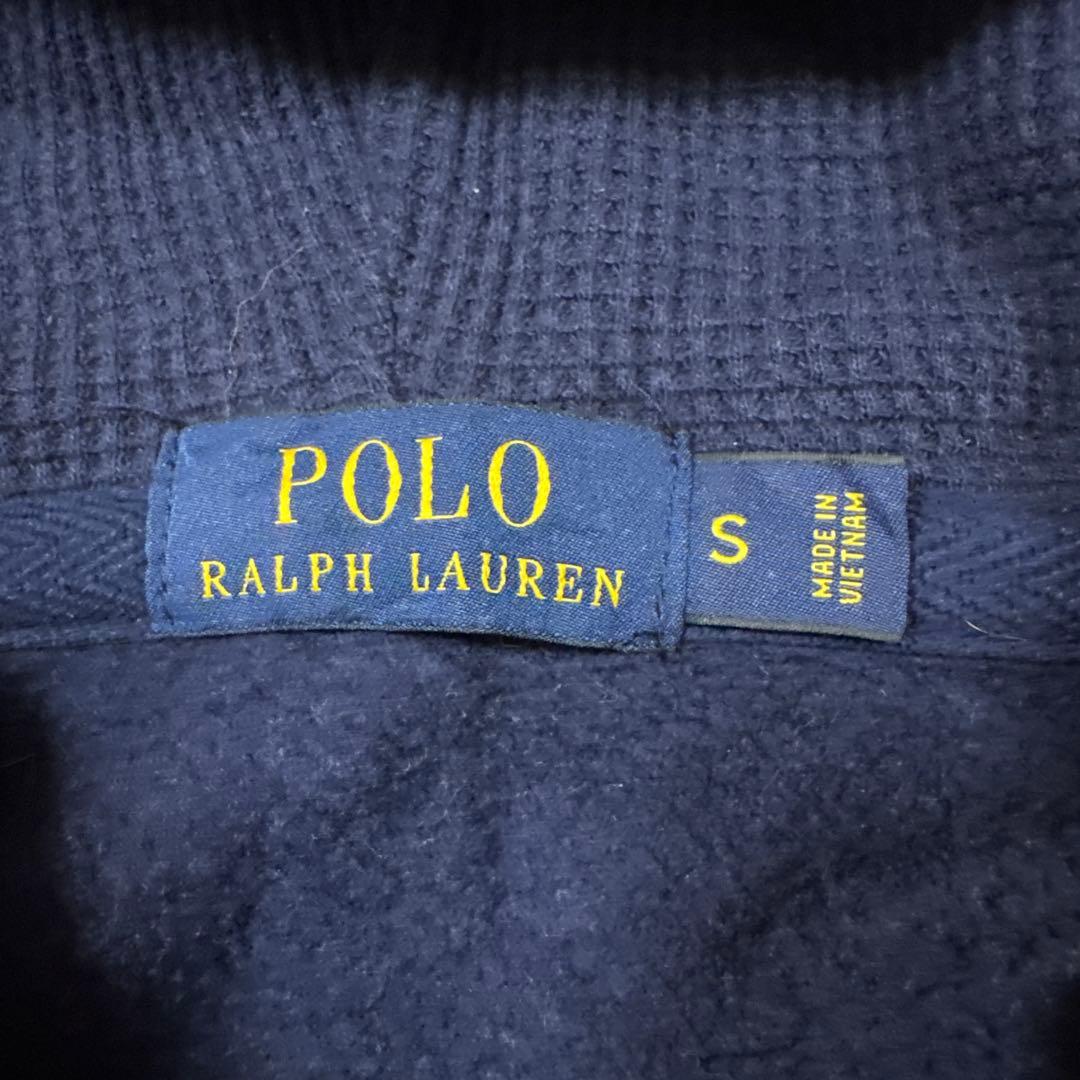 POLO
RALPH LAUREN
S
MADE IN
VIETNAM